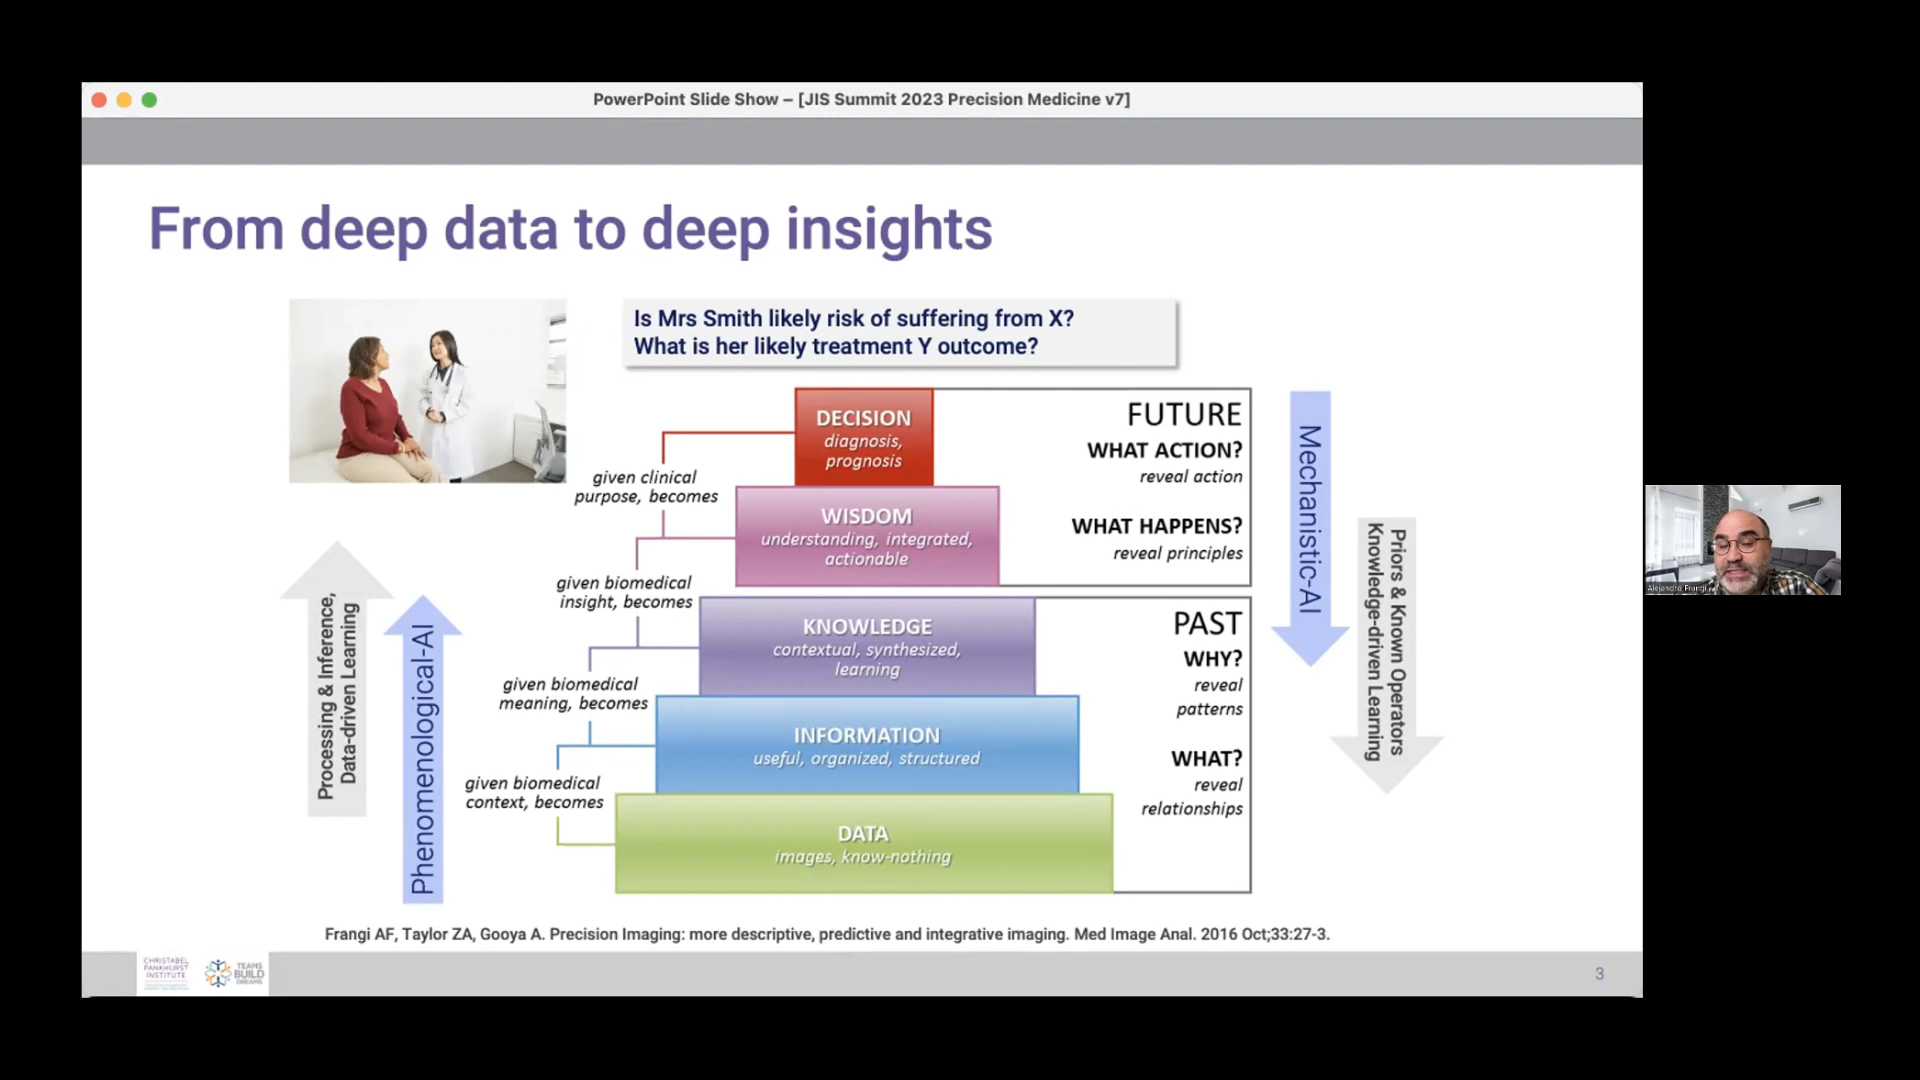 PowerPoint Slide Show – [JIS Summit 2023 Precision Medicine v7]
From deep data to deep insights
Is Mrs Smith likely risk of suffering from X?
What is her likely treatment Y outcome?
DECISION
diagnosis,
prognosis
given clinical
purpose, becomes
WISDOM
understanding, integrated,
actionable
given biomedical
insight, becomes
KNOWLEDGE
contextual, synthesized,
learning
given biomedical
meaning, becomes
INFORMATION
useful, organized, structured
given biomedical
context, becomes
DATA
images, know-nothing
FUTURE
WHAT ACTION?
reveal action
WHAT HAPPENS?
reveal principles
PAST
WHY?
reveal
patterns
WHAT?
reveal
relationships
Processing & Inference,
Data-driven Learning
Phenomenological-AI
Mechanistic-AI
Priors & Known Operators
Knowledge-driven Learning
Frangi AF, Taylor ZA, Gooya A. Precision Imaging: more descriptive, predictive and integrative imaging. Med Image Anal. 2016 Oct;33:27-3.
CHRISTABEL
PANKHURST
INSTITUTE
TEAMS
BUILD
DREAMS
3
Alejandro Frangi